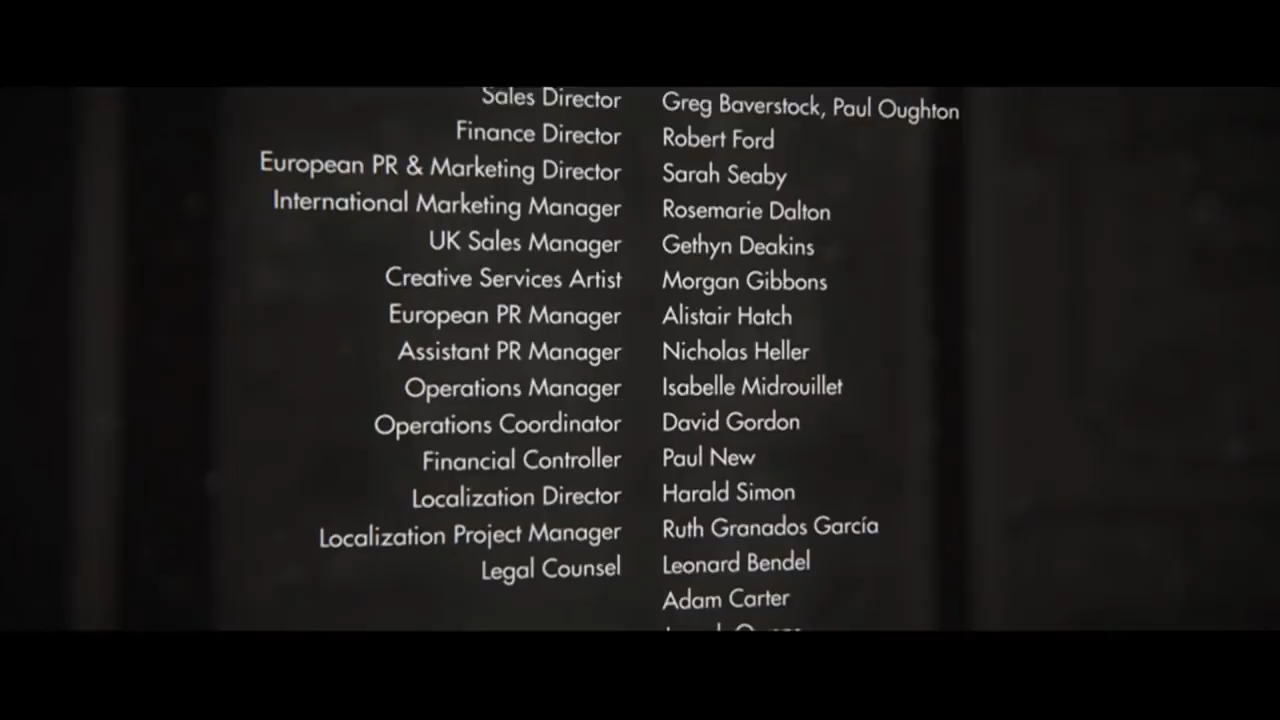 Sales Director Greg Baverstock, Paul Oughton
Finance Director Robert Ford
European PR & Marketing Director Sarah Seaby
International Marketing Manager Rosemarie Dalton
UK Sales Manager Gethyn Deakins
Creative Services Artist Morgan Gibbons
European PR Manager Alistair Hatch
Assistant PR Manager Nicholas Heller
Operations Manager Isabelle Midrouillet
Operations Coordinator David Gordon
Financial Controller Paul New
Localization Director Harald Simon
Localization Project Manager Ruth Granados García
Legal Counsel Leonard Bendel
Adam Carter